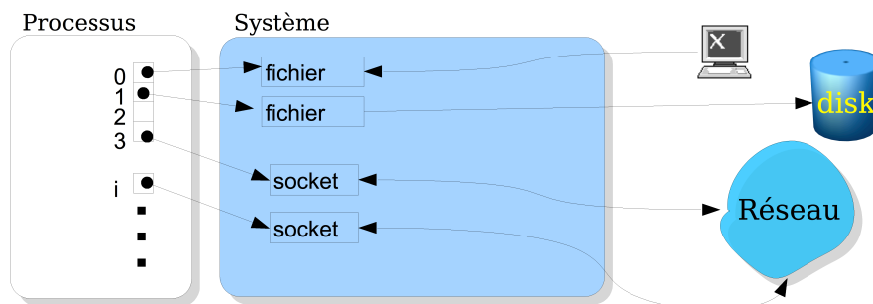 Processus
Système
0
1
2
3
i
fichier
fichier
socket
socket
X
disk
Réseau